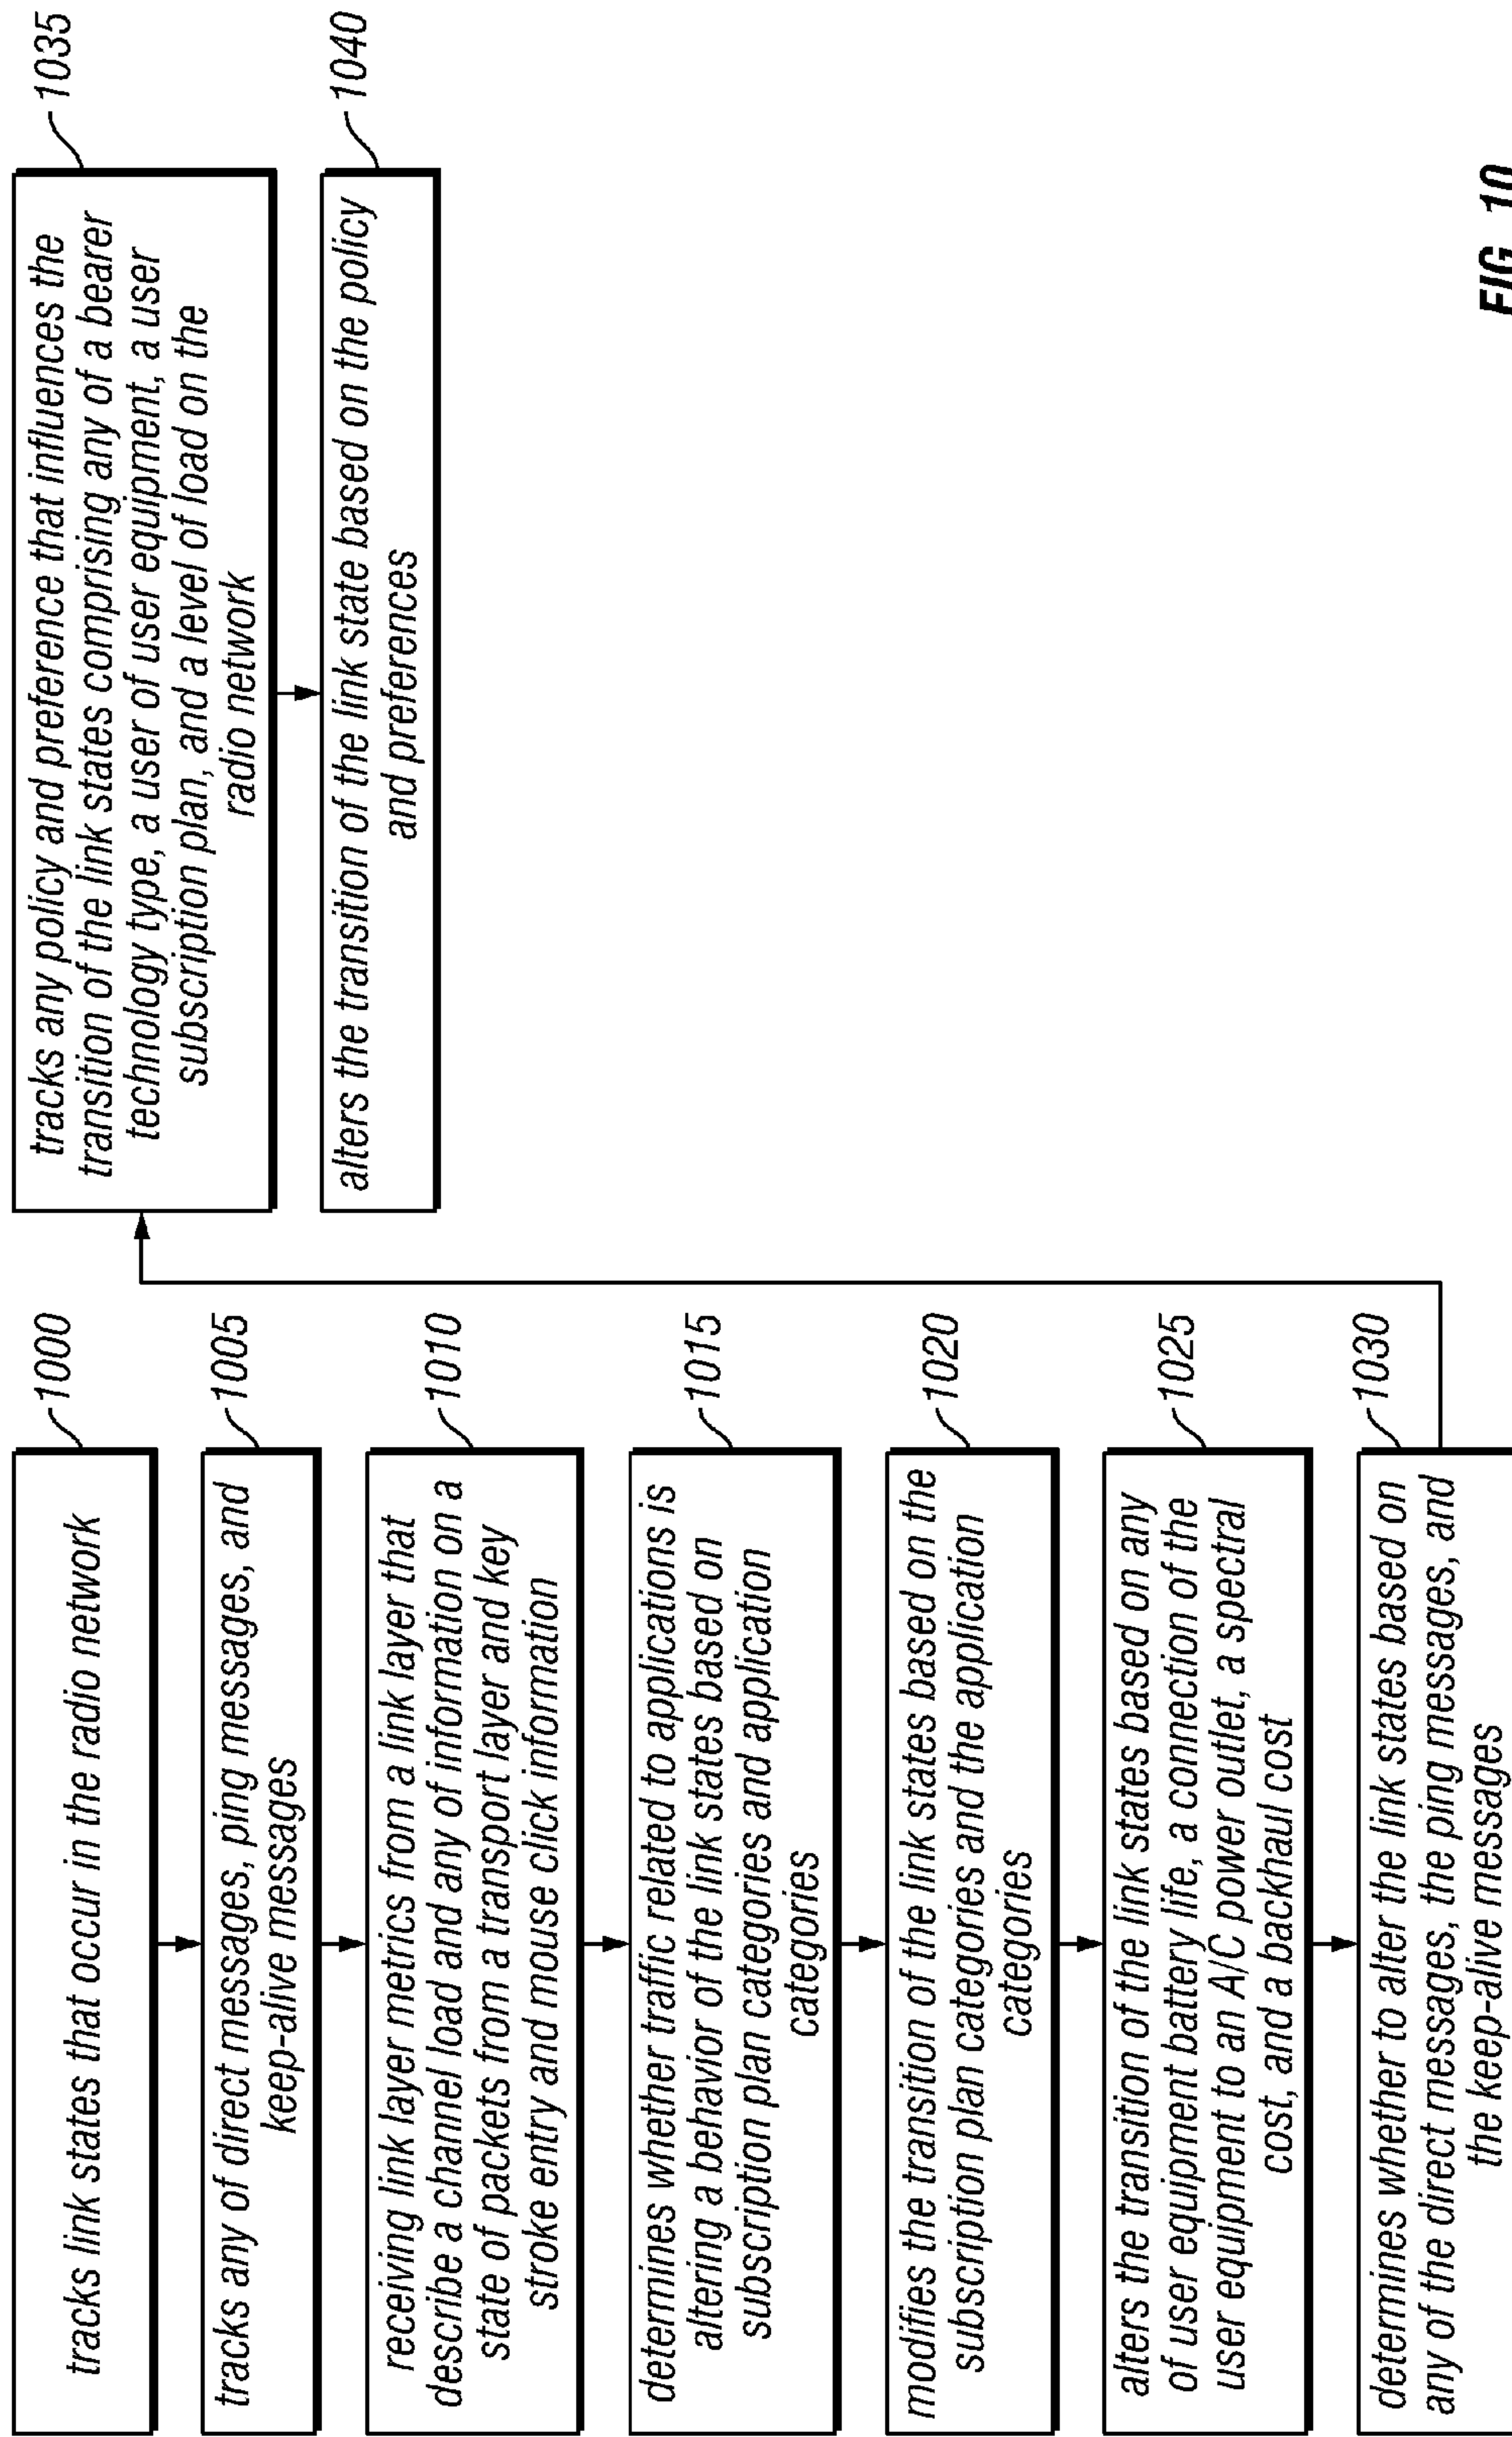 tracks link states that occur in the radio network
1000
tracks any of direct messages, ping messages, and
keep-alive messages
1005
receiving link layer metrics from a link layer that
describe a channel load and any of information on a
state of packets from a transport layer and key
stroke entry and mouse click information
1010
determines whether traffic related to applications is
altering a behavior of the link states based on
subscription plan categories and application
categories
1015
modifies the transition of the link states based on the
subscription plan categories and the application
categories
1020
alters the transition of the link states based on any
of user equipment battery life, a connection of the
user equipment to an A/C power outlet, a spectral
cost, and a backhaul cost
1025
determines whether to alter the link states based on
any of the direct messages, the ping messages, and
the keep-alive messages
1030
tracks any policy and preference that influences the
transition of the link states comprising any of a bearer
technology type, a user of user equipment, a user
subscription plan, and a level of load on the
radio network
1035
alters the transition of the link state based on the policy
and preferences
1040
FIG. 10